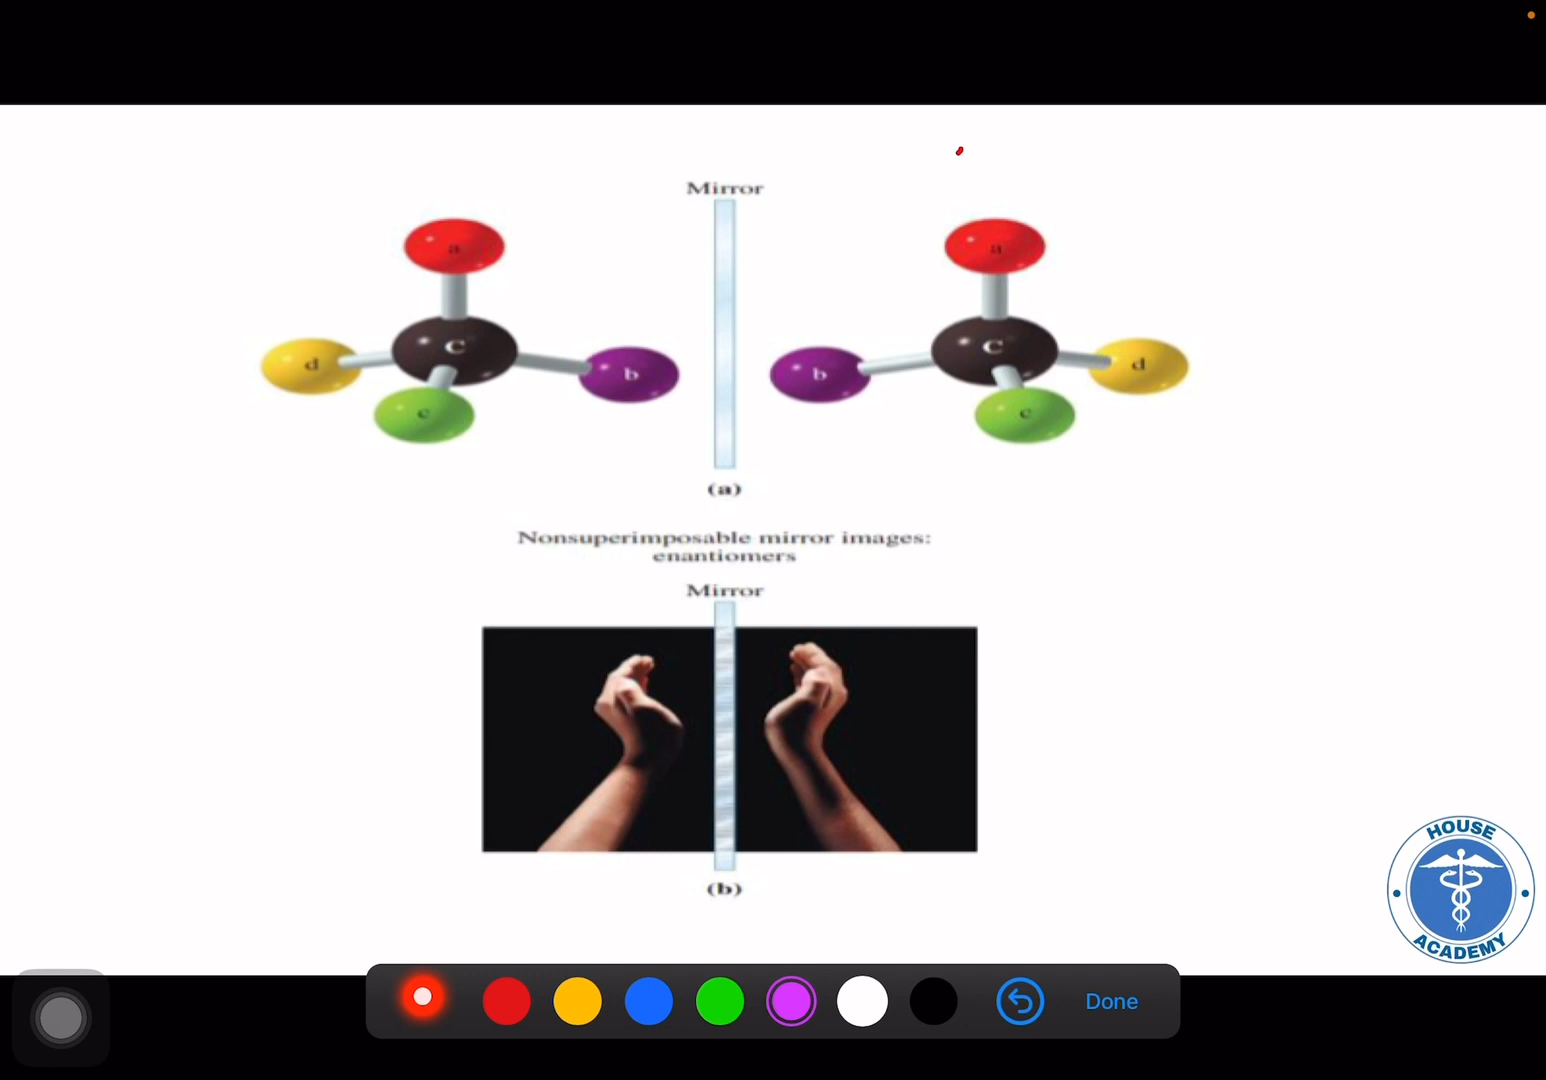 Mirror
a
a
C
C
d
b
b
d
c
c
(a)
Nonsuperimposable mirror images:
enantiomers
Mirror
(b)
HOUSE
ACADEMY
Done